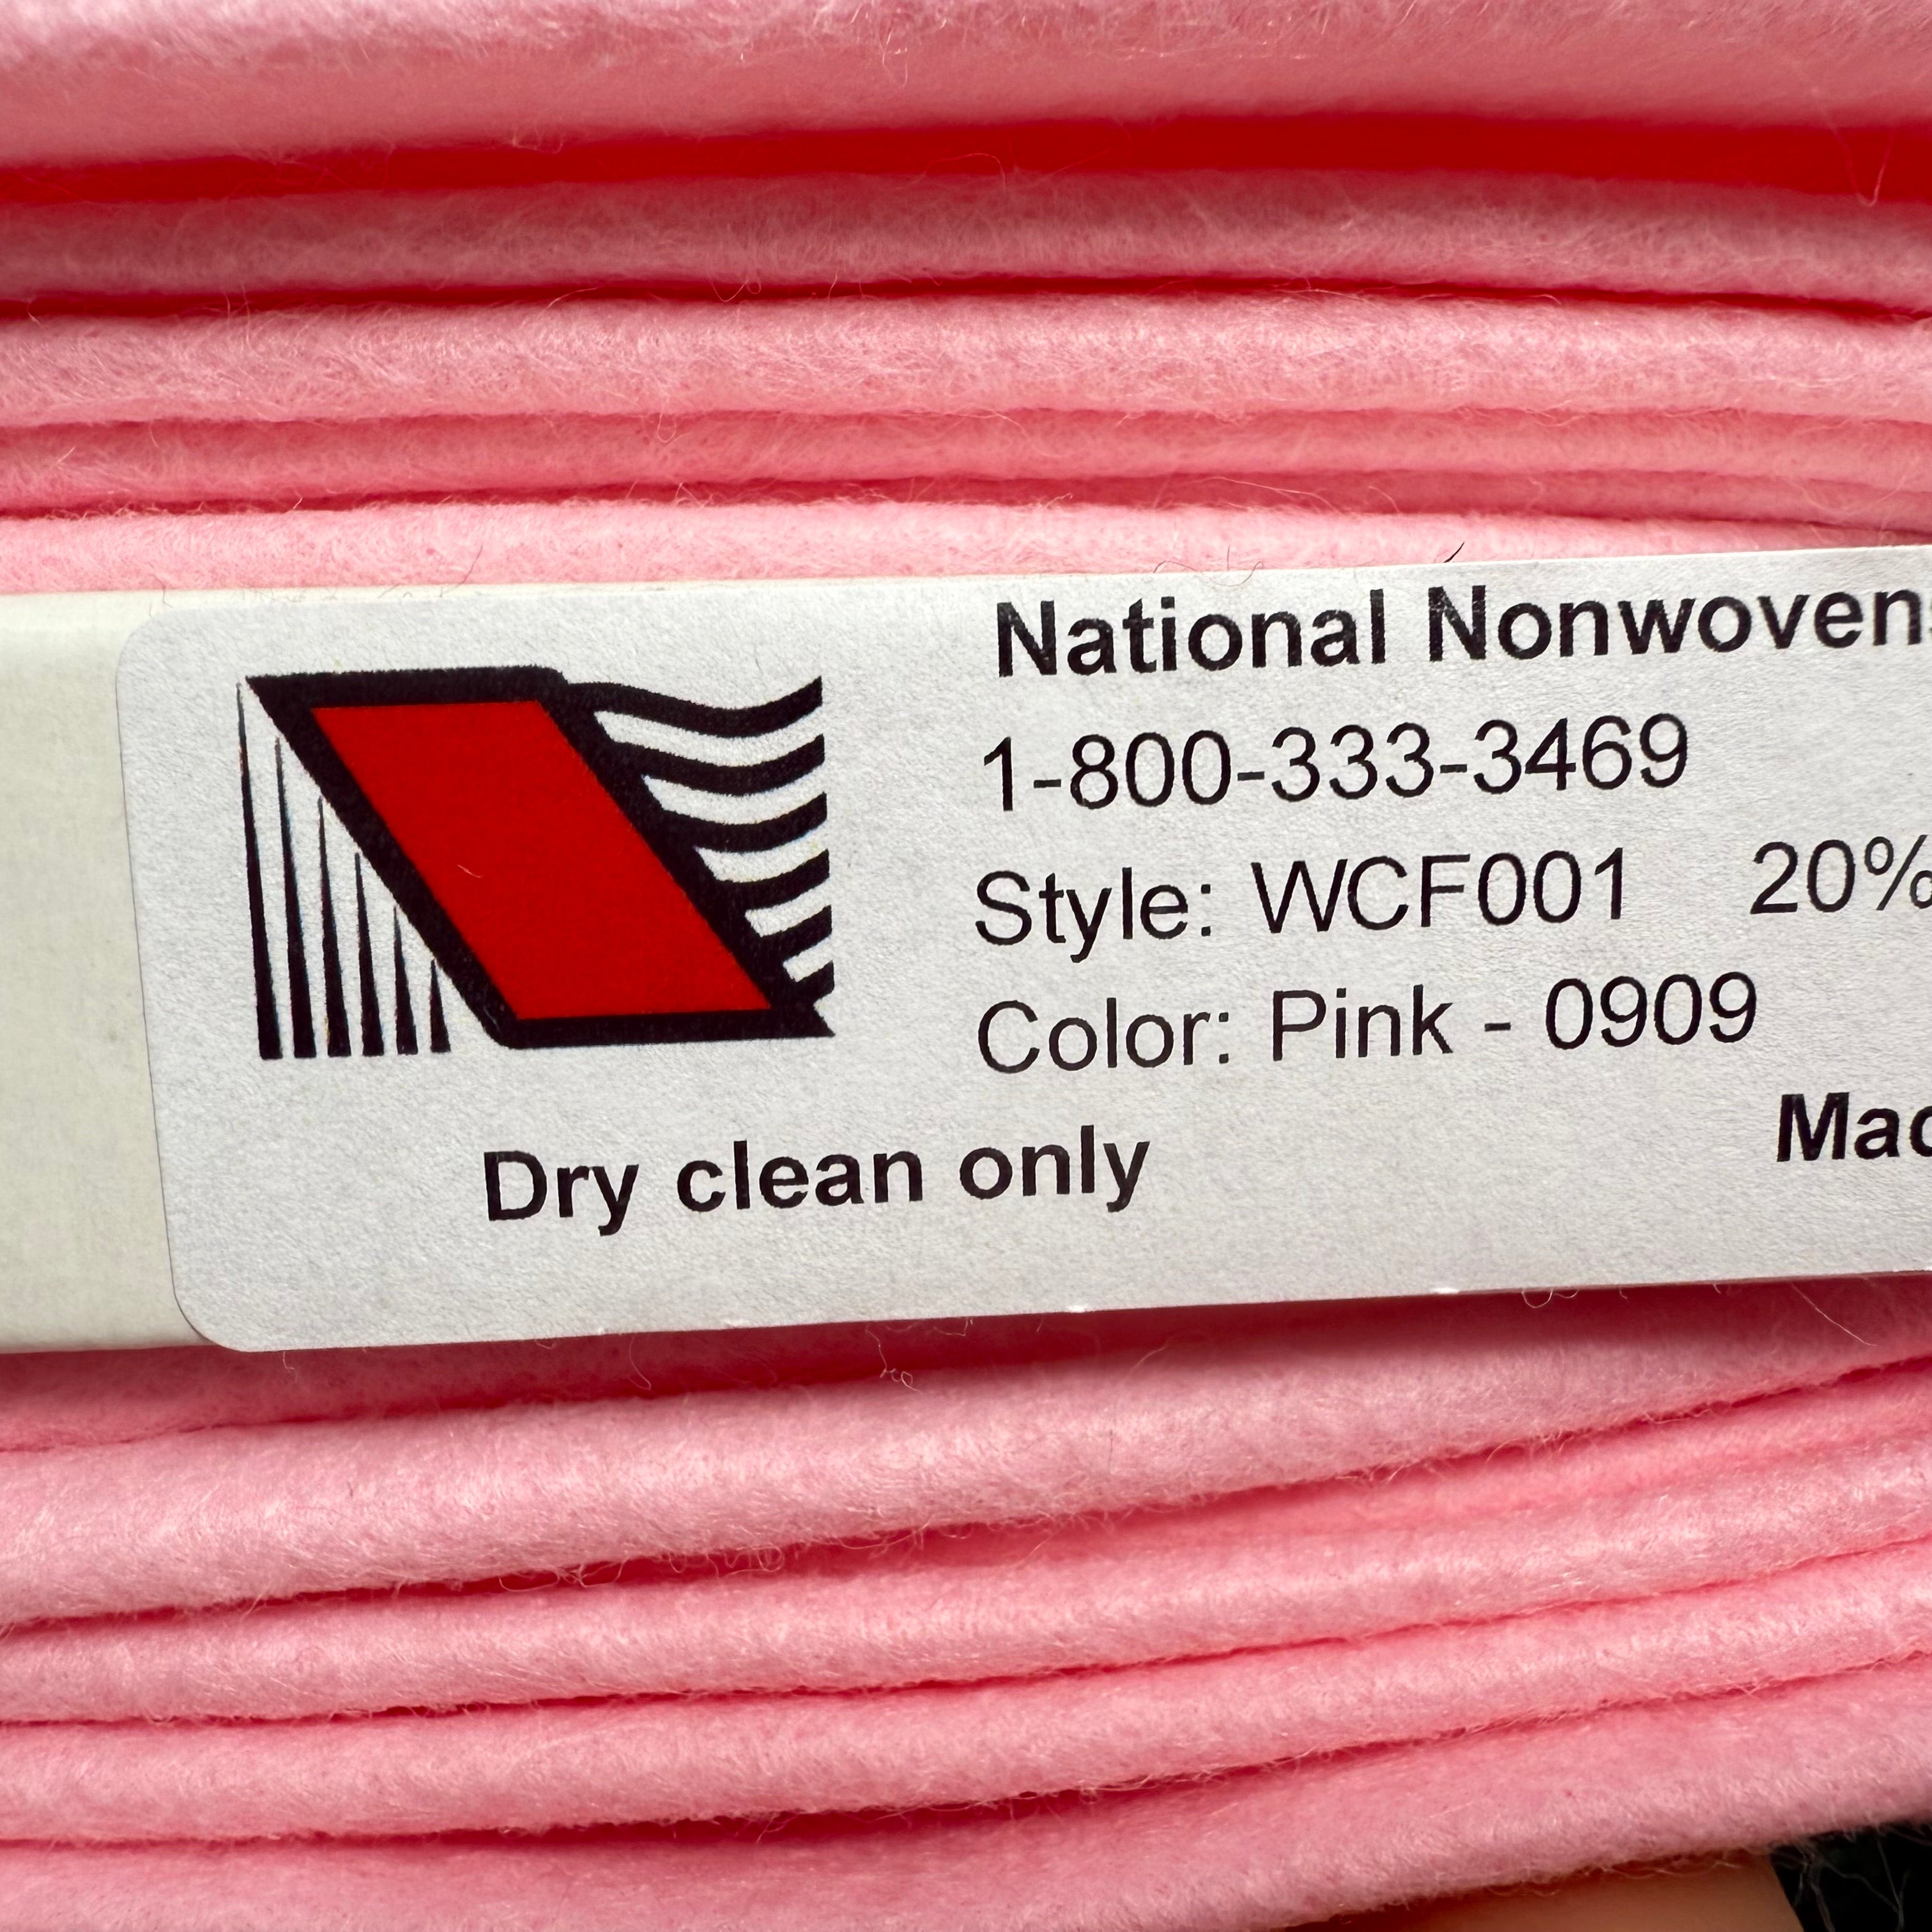 National Nonwovens
1-800-333-3469
Style: WCF001 20%
Color: Pink - 0909
Dry clean only